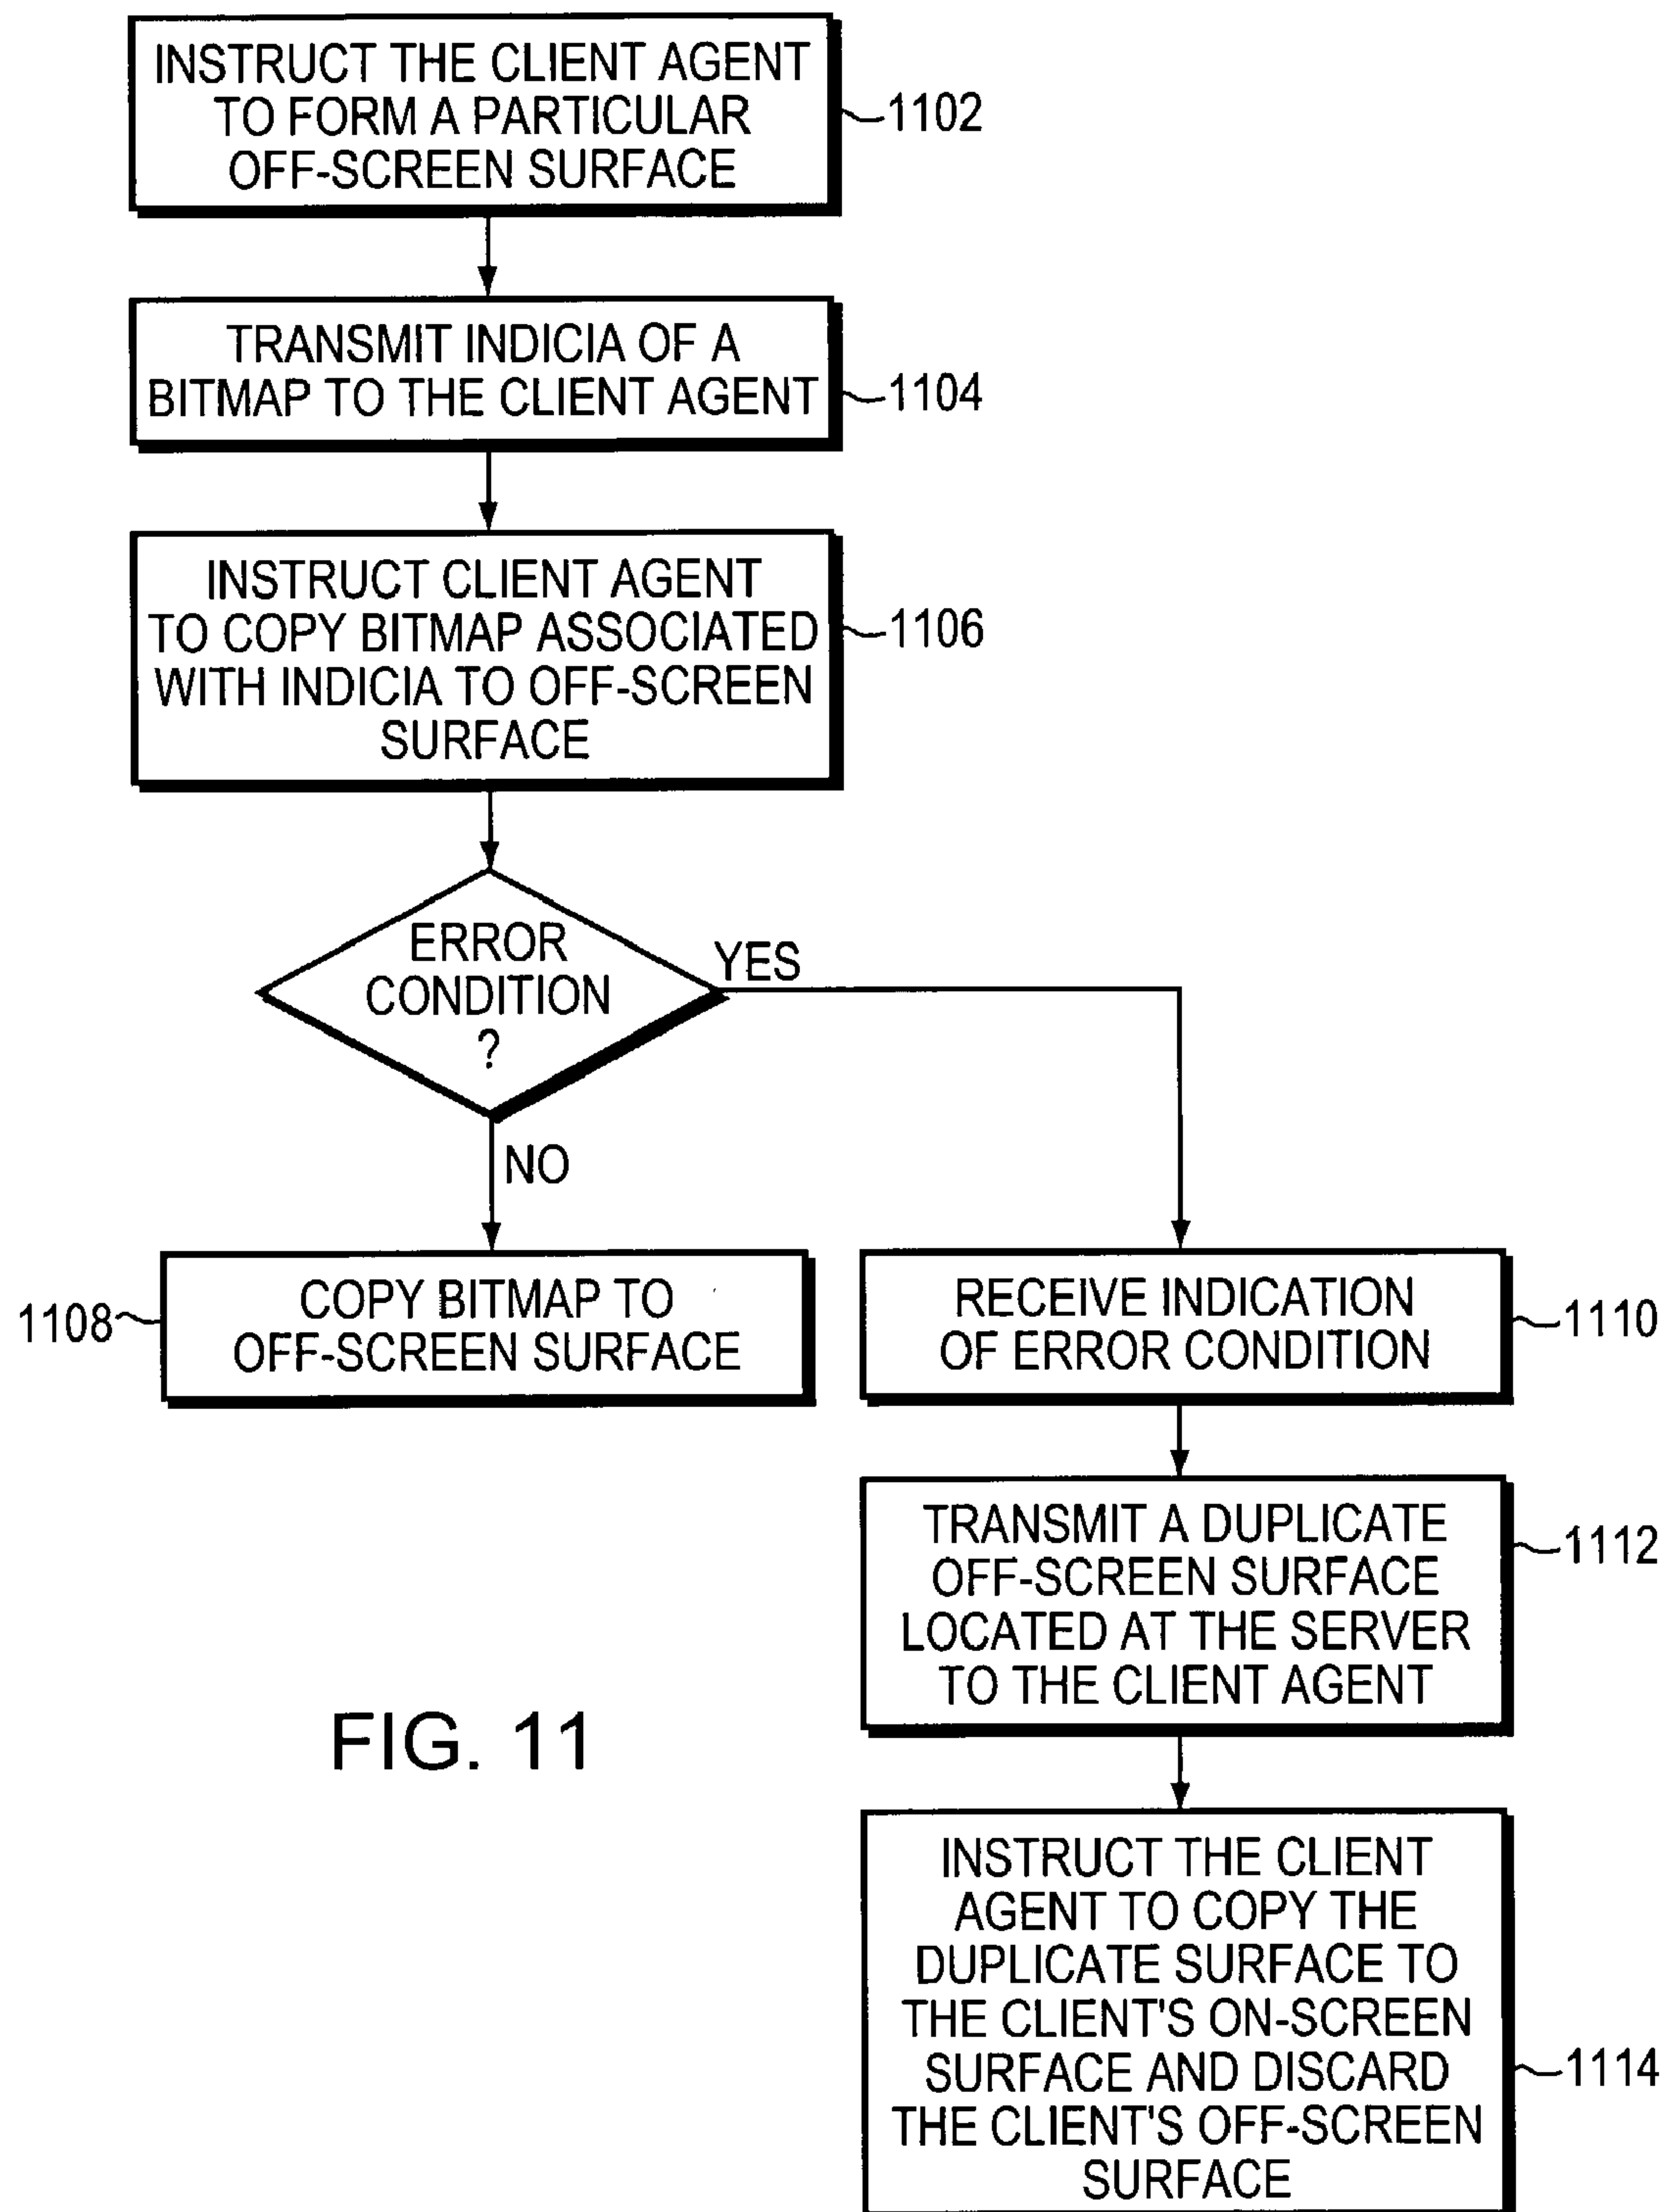 INSTRUCT THE CLIENT AGENT
TO FORM A PARTICULAR
OFF-SCREEN SURFACE
1102
TRANSMIT INDICIA OF A
BITMAP TO THE CLIENT AGENT
1104
INSTRUCT CLIENT AGENT
TO COPY BITMAP ASSOCIATED
WITH INDICIA TO OFF-SCREEN
SURFACE
1106
ERROR
CONDITION
?
YES
NO
1108
COPY BITMAP TO
OFF-SCREEN SURFACE
RECEIVE INDICATION
OF ERROR CONDITION
1110
TRANSMIT A DUPLICATE
OFF-SCREEN SURFACE
LOCATED AT THE SERVER
TO THE CLIENT AGENT
1112
FIG. 11
INSTRUCT THE CLIENT
AGENT TO COPY THE
DUPLICATE SURFACE TO
THE CLIENT'S ON-SCREEN
SURFACE AND DISCARD
THE CLIENT'S OFF-SCREEN
SURFACE
1114